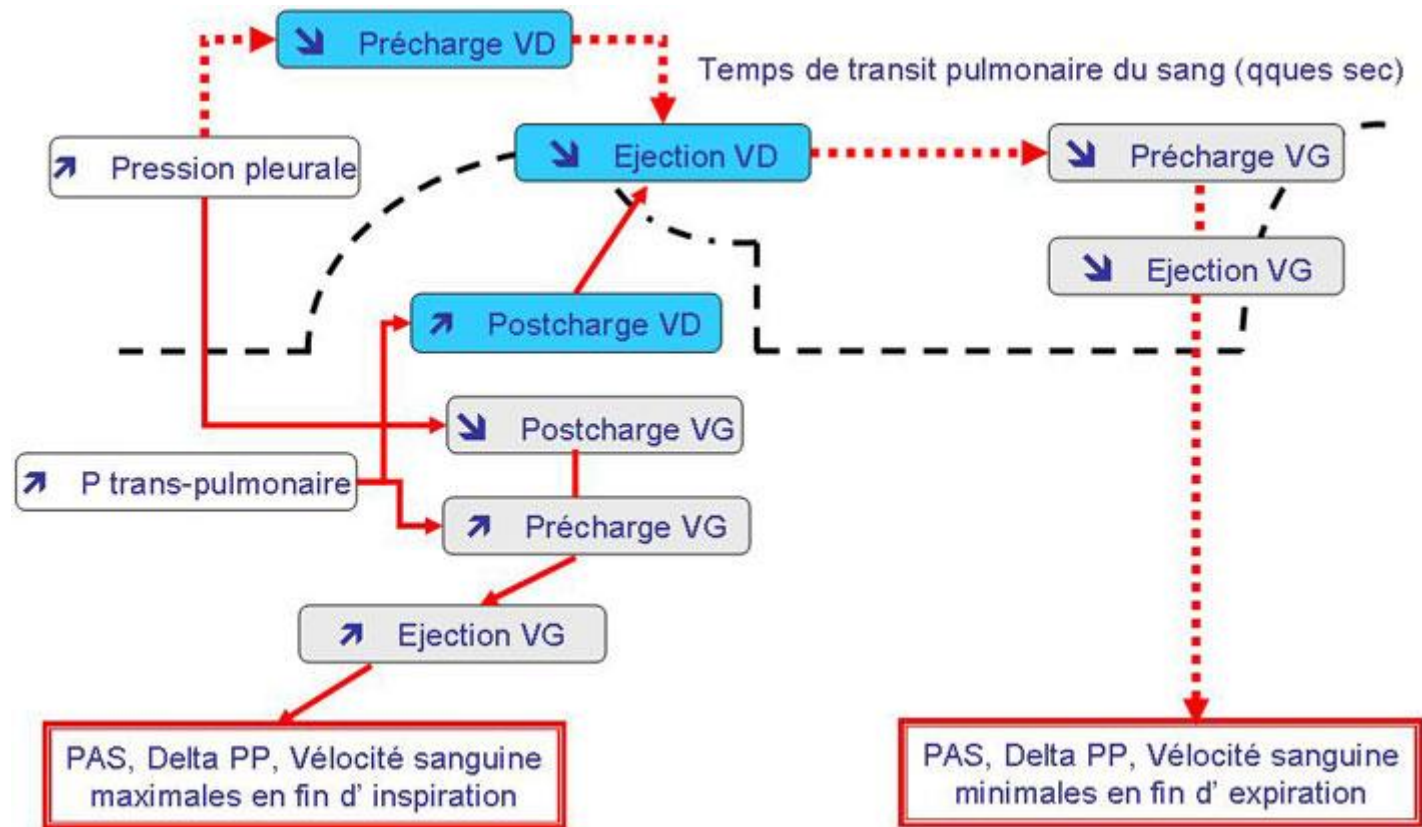 Précharge VD
Temps de transit pulmonaire du sang (qques sec)
Pression pleurale
Ejection VD
Précharge VG
Ejection VG
Postcharge VD
Postcharge VG
P trans-pulmonaire
Précharge VG
Ejection VG
PAS, Delta PP, Vélocité sanguine
maximales en fin d' inspiration
PAS, Delta PP, Vélocité sanguine
minimales en fin d' expiration